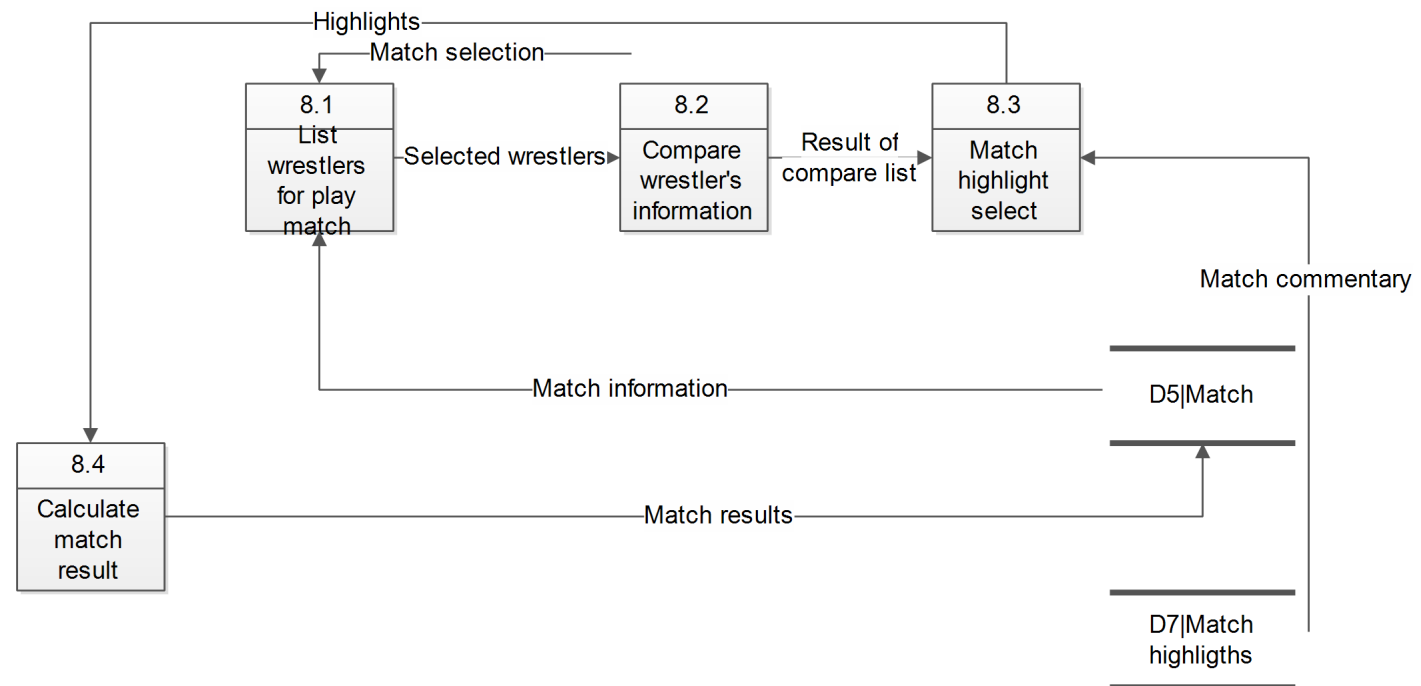 Highlights
Match selection
8.1
List
wrestlers
for play
match
Selected wrestlers
8.2
Compare
wrestler's
information
Result of
compare list
8.3
Match
highlight
select
Match commentary
Match information
D5|Match
8.4
Calculate
match
result
Match results
D7|Match
highligths